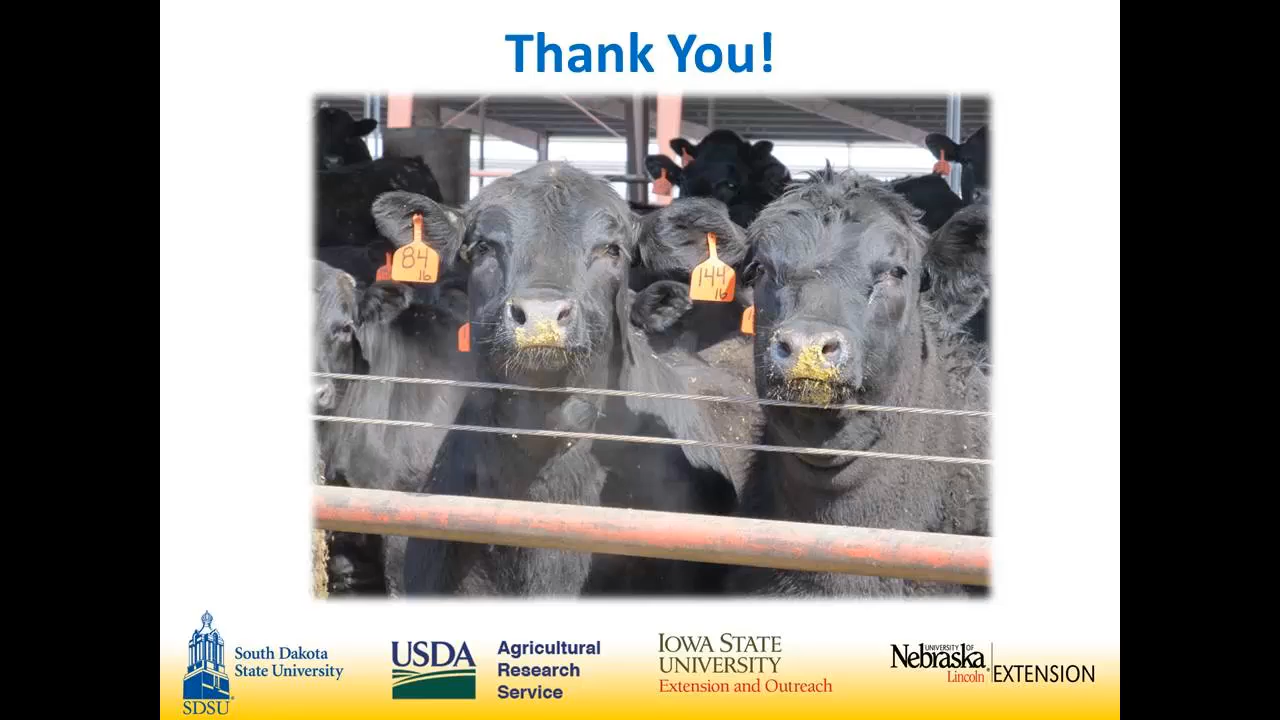 Thank You!
84
16
144
16
South Dakota
State University
SDSU
USDA
Agricultural
Research
Service
IOWA STATE
UNIVERSITY
Extension and Outreach
UNIVERSITY OF
Nebraska
Lincoln
EXTENSION